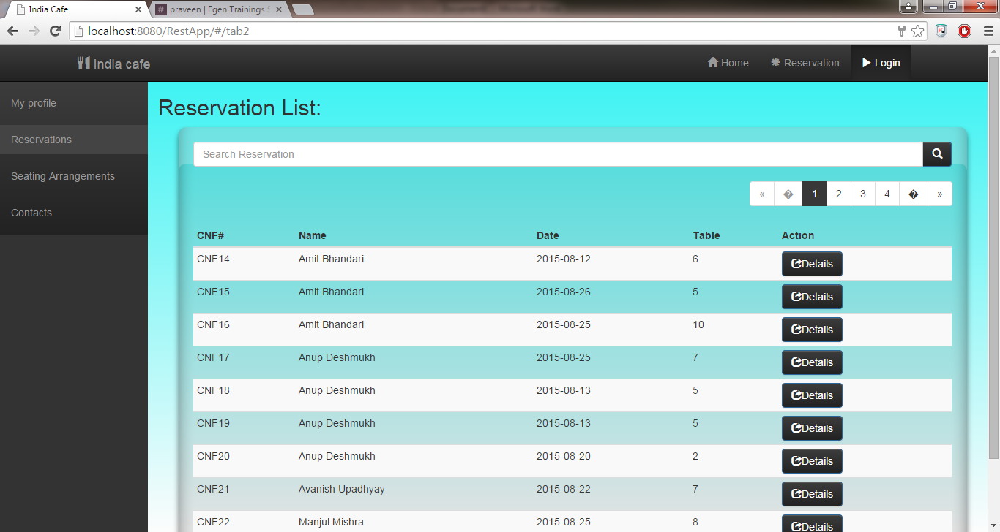 India Cafe
praveen | Egen Trainings
localhost:8080/RestApp/#/tab2
India cafe
Home
Reservation
Login
My profile
Reservations
Seating Arrangements
Contacts
Reservation List:
Search Reservation
« � 1 2 3 4 � »
CNF# Name Date Table Action
CNF14 Amit Bhandari 2015-08-12 6 Details
CNF15 Amit Bhandari 2015-08-26 5 Details
CNF16 Amit Bhandari 2015-08-25 10 Details
CNF17 Anup Deshmukh 2015-08-25 7 Details
CNF18 Anup Deshmukh 2015-08-13 5 Details
CNF19 Anup Deshmukh 2015-08-13 5 Details
CNF20 Anup Deshmukh 2015-08-20 2 Details
CNF21 Avanish Upadhyay 2015-08-22 7 Details
CNF22 Manjul Mishra 2015-08-25 8 Details